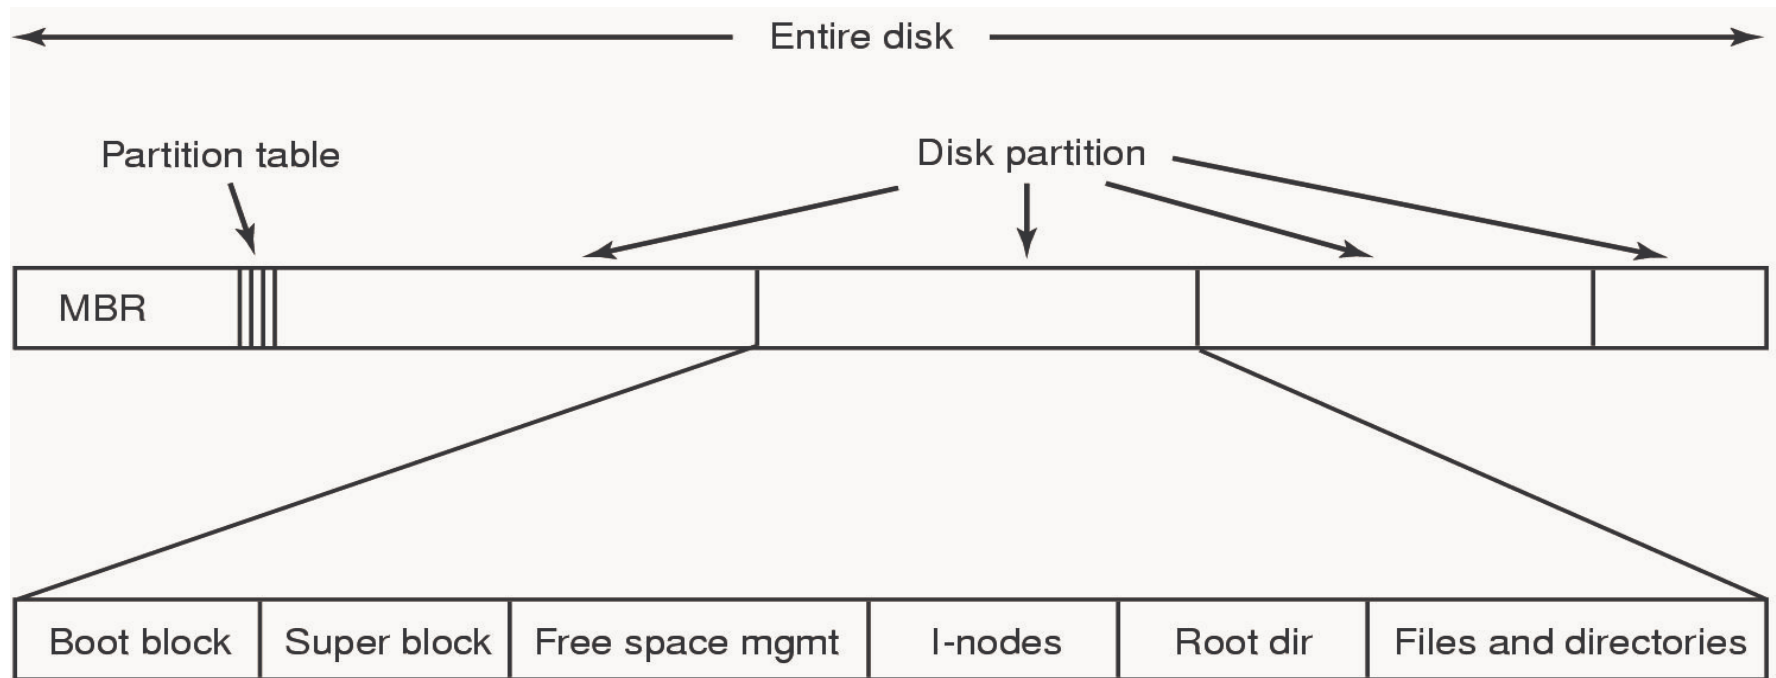 Entire disk
Partition table
Disk partition
MBR
Boot block
Super block
Free space mgmt
I-nodes
Root dir
Files and directories